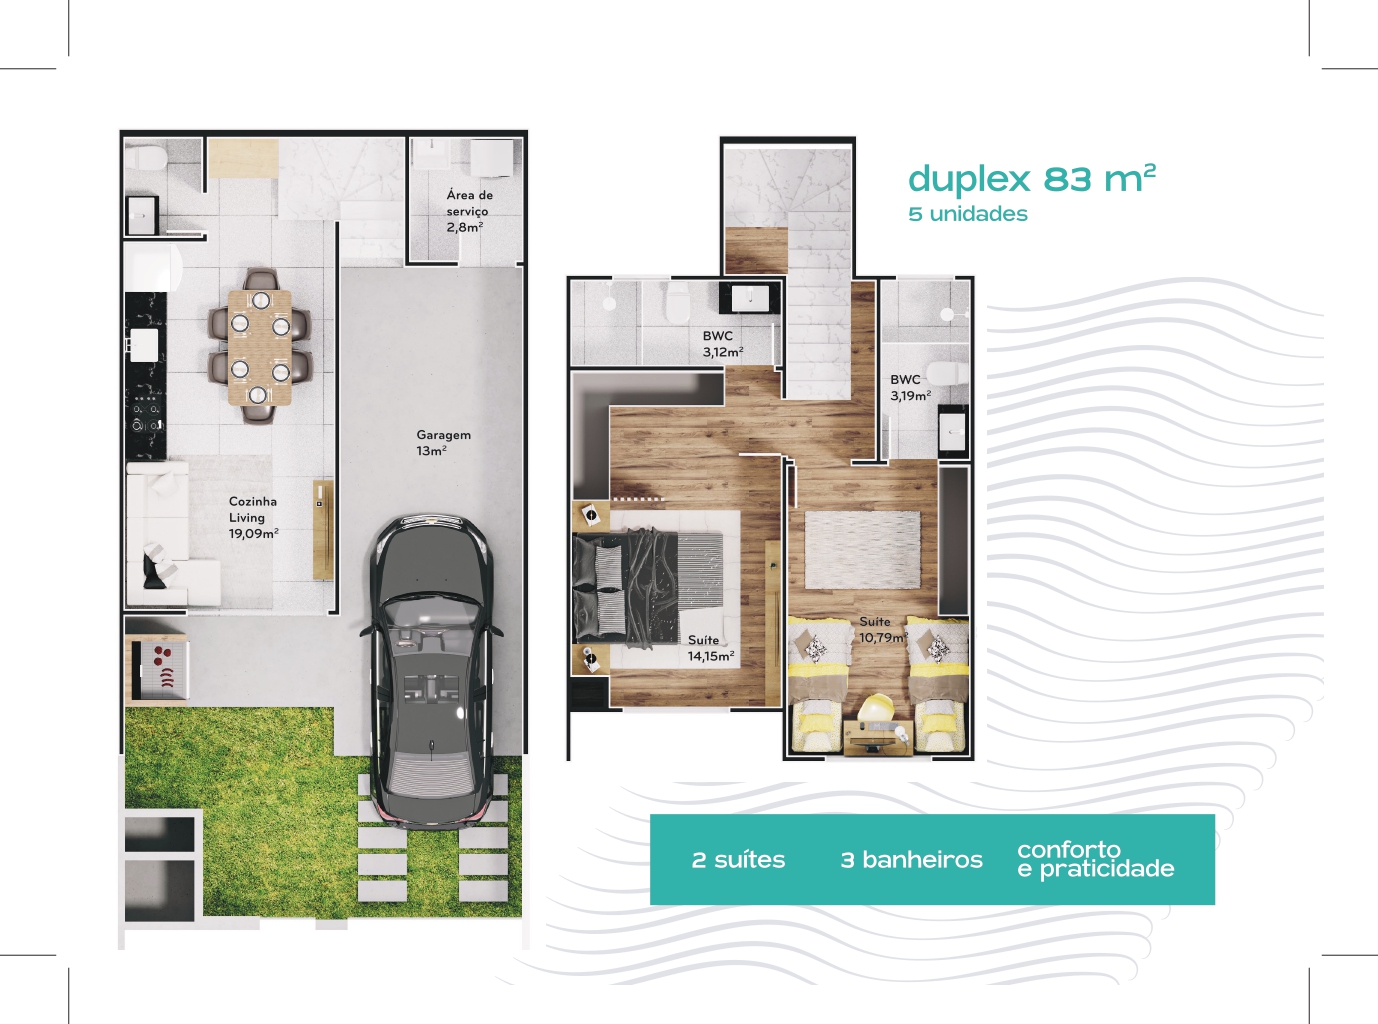 duplex 83 m²
5 unidades
Área de
serviço
2,8m²
Garagem
13m²
Cozinha
Living
19,09m²
BWC
3,12m²
BWC
3,19m²
Suíte
14,15m²
Suíte
10,79m²
2 suítes
3 banheiros
conforto
e praticidade